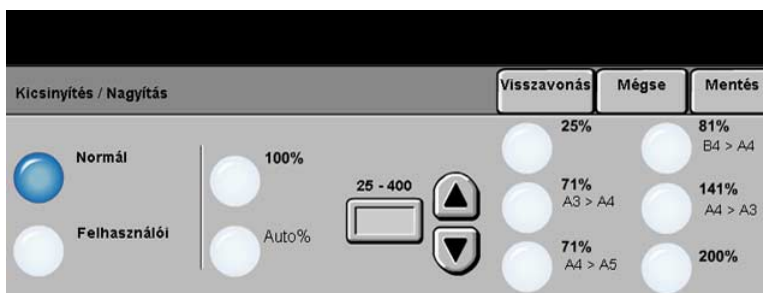 Kicsinyítés / Nagyítás
Visszavonás
Mégse
Mentés
Normál
Felhasználói
100%
Auto%
25 - 400
25%
71%
A3 > A4
71%
A4 > A5
81%
B4 > A4
141%
A4 > A3
200%